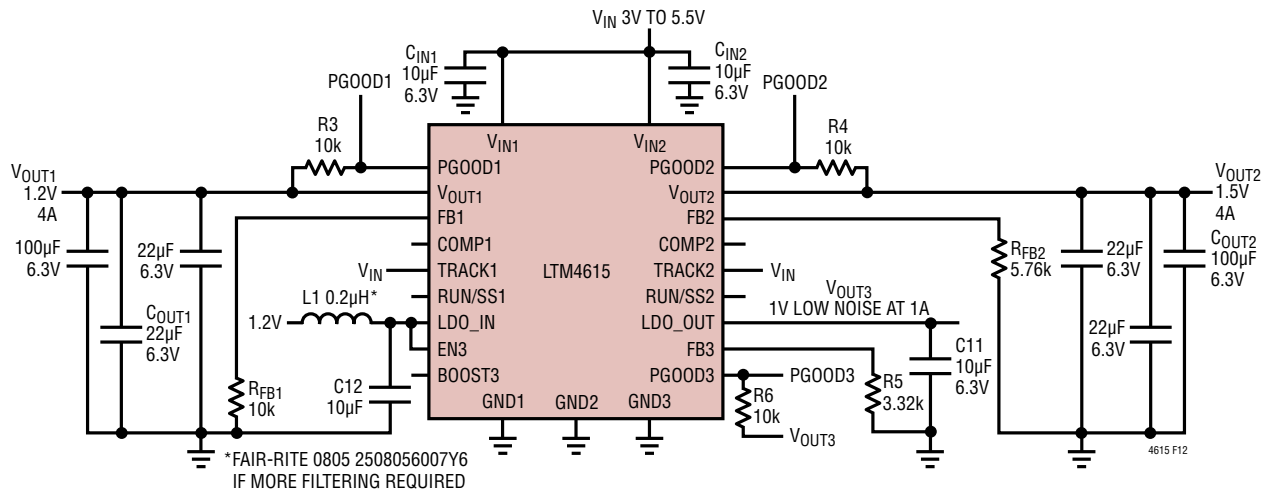 VIN 3V TO 5.5V
CIN1
10µF
6.3V
CIN2
10µF
6.3V
PGOOD1
PGOOD2
R3
10k
R4
10k
VIN1
VIN2
PGOOD1
PGOOD2
VOUT1
1.2V
4A
VOUT1
VOUT2
VOUT2
1.5V
4A
FB1
FB2
100µF
6.3V
22µF
6.3V
COMP1
COMP2
RFB2
5.76k
22µF
6.3V
COUT2
100µF
6.3V
VIN
TRACK1
LTM4615
TRACK2
VIN
RUN/SS1
RUN/SS2
VOUT3
1V LOW NOISE AT 1A
L1 0.2µH*
1.2V
LDO_IN
LDO_OUT
COUT1
22µF
6.3V
22µF
6.3V
EN3
FB3
C11
10µF
6.3V
BOOST3
PGOOD3
PGOOD3
RFB1
10k
C12
10µF
R5
3.32k
R6
10k
GND1
GND2
GND3
VOUT3
4615 F12
*FAIR-RITE 0805 2508056007Y6
IF MORE FILTERING REQUIRED